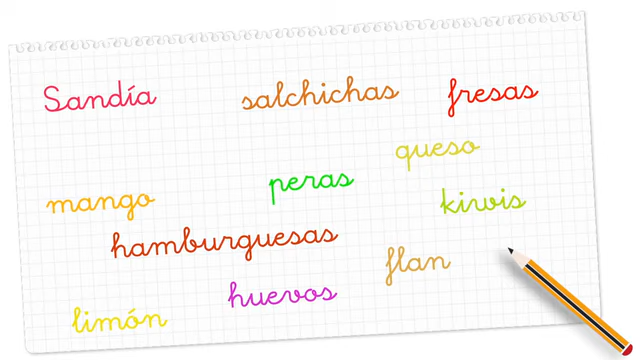 Sandía salchichas fresas
queso
mango peras kiwis
hamburguesas
flan
limón huevos